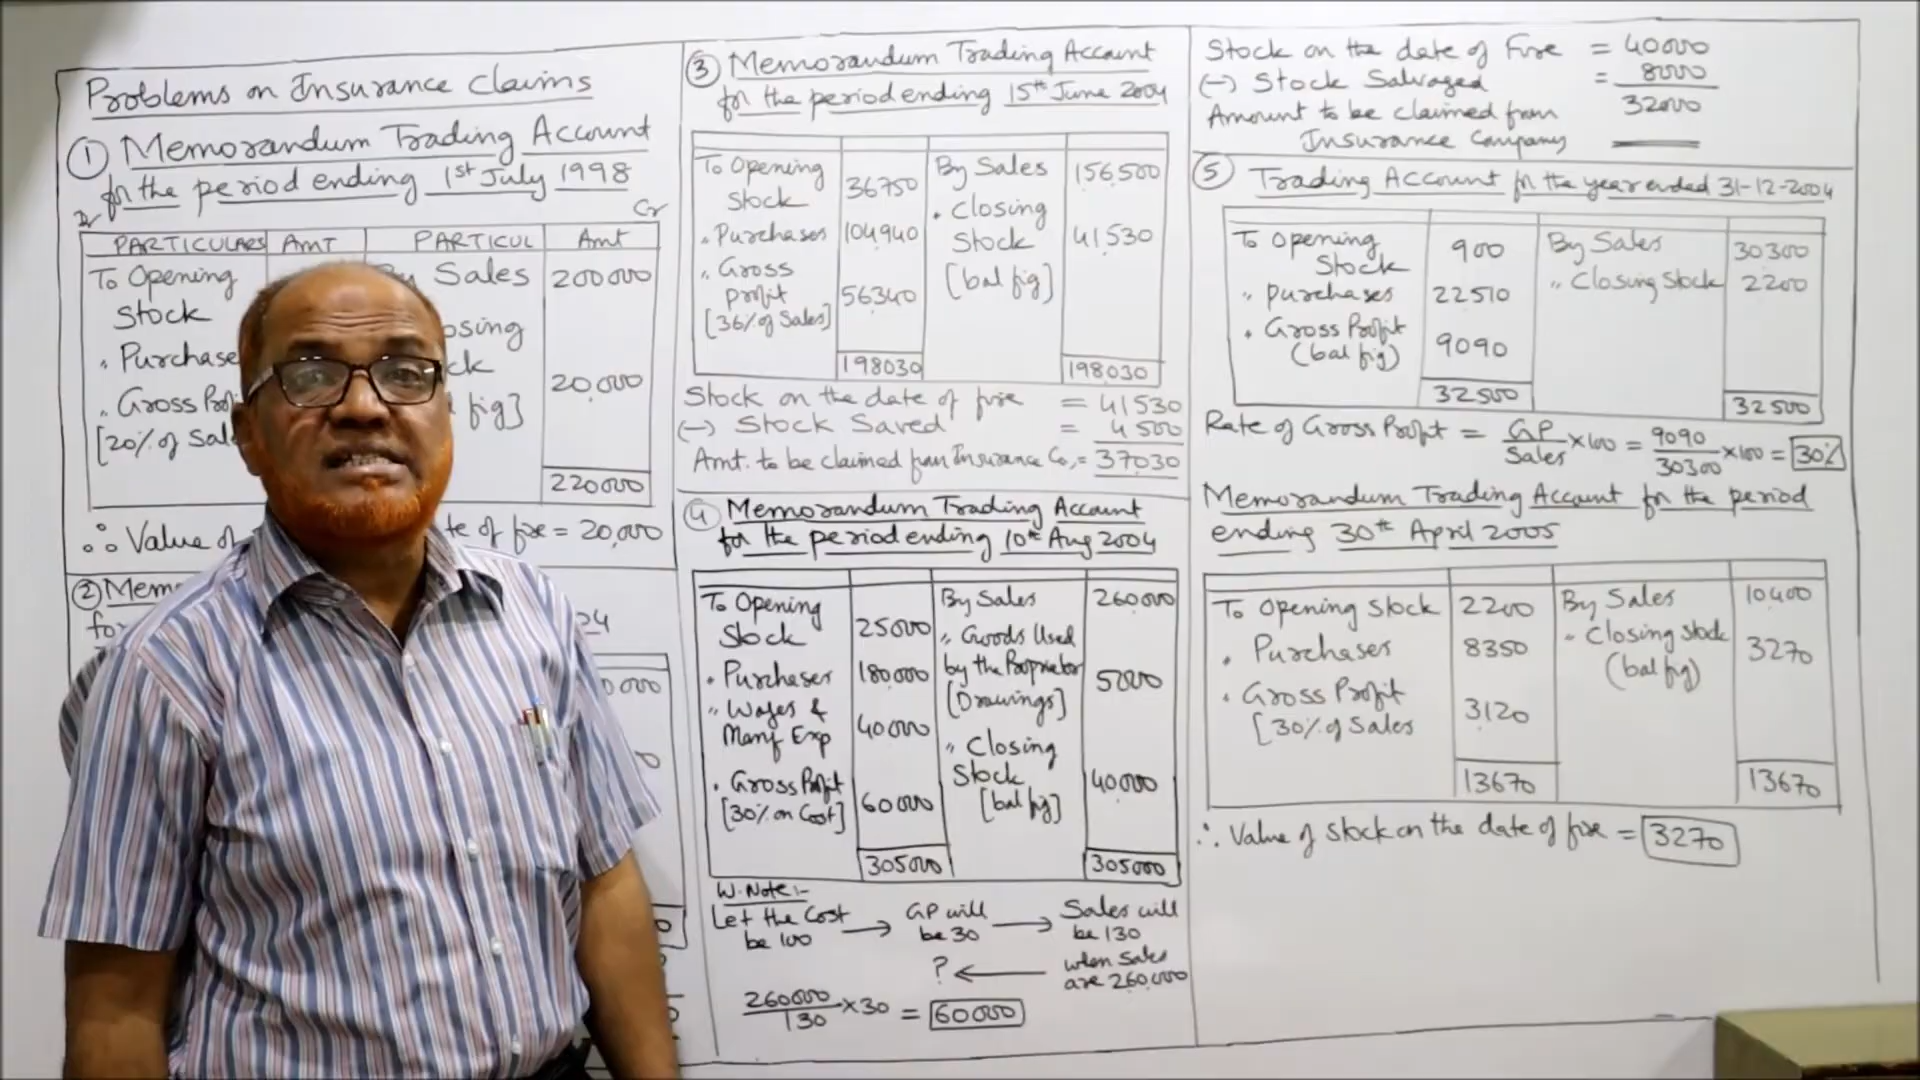 Problems on Insurance Claims
① Memorandum Trading Account
for the period ending 1st July 1998
Dr Cr
PARTICULARS AMT PARTICUL Amt
To Opening Sales 200000
Stock osing
" Purchase ck 20,000
" Gross Prof fig]
[20% of Sal
220000
∴ Value of te of fire = 20,000
② Mem
for
③ Memorandum Trading Account
for the period ending 15th June 2004
To Opening Stock 36750 By Sales 156500
" Purchases 104940 " Closing Stock 41530
" Gross profit 56340 [bal fig]
[36% of Sales]
198030 198030
Stock on the date of fire = 41530
(-) Stock Saved = 4500
Amt. to be claimed from Insurance Co, = 37030
④ Memorandum Trading Account
for the period ending 10th Aug 2004
To Opening Stock 25000 By Sales 260000
" Purchases 180000 " Goods Used by the Proprietor 5000
[Drawings]
" Wages & Manf Exp 40000 " Closing Stock 40000
" Gross Profit 60000 [bal fig]
[30% on Cost]
305000 305000
W. Note:-
Let the Cost be 100 → GP will be 30 → Sales will be 130
? ← when Sales are 260,000
260000/130 × 30 = 60000
Stock on the date of Fire = 40000
(-) Stock Salvaged = 8000
Amount to be claimed from 32000
Insurance Company
⑤ Trading Account for the year ended 31-12-2004
To Opening Stock 900 By Sales 30300
" purchases 22510 " Closing Stock 2200
" Gross Profit 9090
(bal fig)
32500 32500
Rate of Gross Profit = GP/Sales × 100 = 9090/30300 × 100 = 30%
Memorandum Trading Account for the period
ending 30th April 2005
To Opening Stock 2200 By Sales 10400
" Purchases 8350 " Closing Stock 3270
" Gross Profit 3120 (bal fig)
[30% of Sales
13670 13670
∴ Value of Stock on the date of fire = 3270